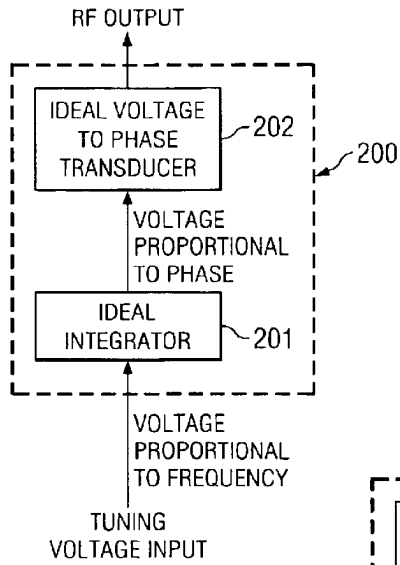 RF OUTPUT
IDEAL VOLTAGE
TO PHASE
TRANSDUCER
202
200
VOLTAGE
PROPORTIONAL
TO PHASE
IDEAL
INTEGRATOR
201
VOLTAGE
PROPORTIONAL
TO FREQUENCY
TUNING
VOLTAGE INPUT